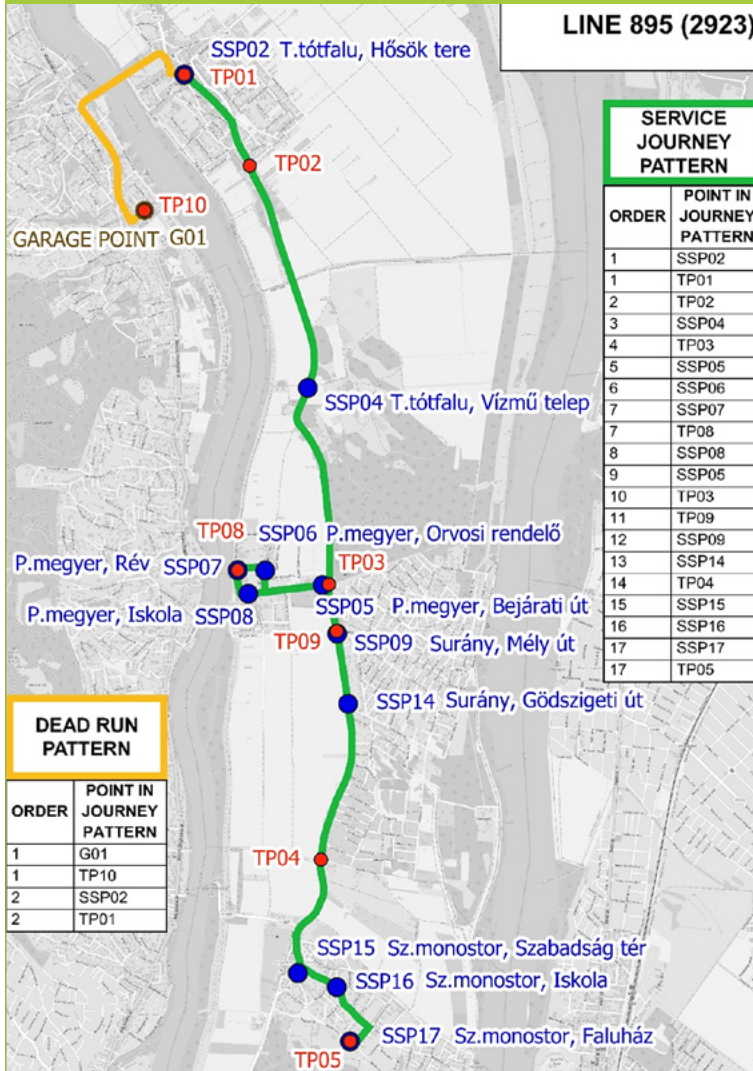 LINE 895 (2923)
SSP02 T.tótfalu, Hősök tere
TP01
TP02
TP10
GARAGE POINT G01
SERVICE
JOURNEY
PATTERN
ORDER POINT IN JOURNEY PATTERN
1 SSP02
1 TP01
2 TP02
3 SSP04
4 TP03
5 SSP05
6 SSP06
7 SSP07
7 TP08
8 SSP08
9 SSP05
10 TP03
11 TP09
12 SSP09
13 SSP14
14 TP04
15 SSP15
16 SSP16
17 SSP17
17 TP05
SSP04 T.tótfalu, Vízmű telep
TP08 SSP06 P.megyer, Orvosi rendelő
P.megyer, Rév SSP07 TP03
P.megyer, Iskola SSP08 SSP05 P.megyer, Bejárati út
TP09 SSP09 Surány, Mély út
SSP14 Surány, Gödszigeti út
DEAD RUN
PATTERN
ORDER POINT IN JOURNEY PATTERN
1 G01
1 TP10
2 SSP02
2 TP01
TP04
SSP15 Sz.monostor, Szabadság tér
SSP16 Sz.monostor, Iskola
SSP17 Sz.monostor, Faluház
TP05